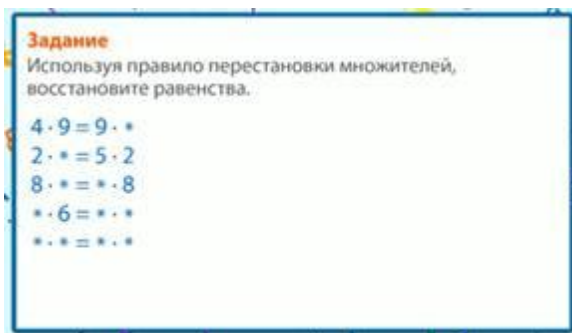 Задание
Используя правило перестановки множителей,
восстановите равенства.
4 · 9 = 9 · *
2 · * = 5 · 2
8 · * = * · 8
* · 6 = * · *
* · * = * · *